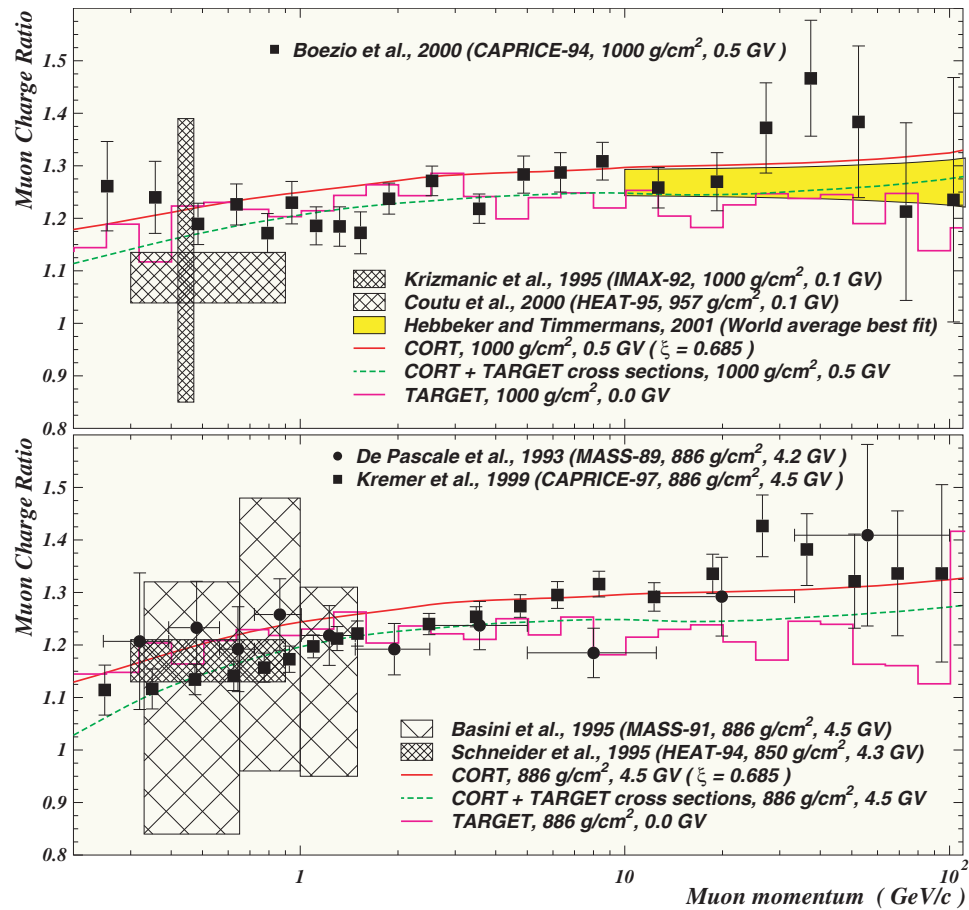 Muon Charge Ratio
1.5
1.4
1.3
1.2
1.1
1
0.9
0.8
Boezio et al., 2000 (CAPRICE-94, 1000 g/cm², 0.5 GV )
Krizmanic et al., 1995 (IMAX-92, 1000 g/cm², 0.1 GV)
Coutu et al., 2000 (HEAT-95, 957 g/cm², 0.1 GV)
Hebbeker and Timmermans, 2001 (World average best fit)
CORT, 1000 g/cm², 0.5 GV ( ξ = 0.685 )
CORT + TARGET cross sections, 1000 g/cm², 0.5 GV
TARGET, 1000 g/cm², 0.0 GV
Muon Charge Ratio
1.5
1.4
1.3
1.2
1.1
1
0.9
0.8
De Pascale et al., 1993 (MASS-89, 886 g/cm², 4.2 GV )
Kremer et al., 1999 (CAPRICE-97, 886 g/cm², 4.5 GV )
Basini et al., 1995 (MASS-91, 886 g/cm², 4.5 GV)
Schneider et al., 1995 (HEAT-94, 850 g/cm², 4.3 GV)
CORT, 886 g/cm², 4.5 GV ( ξ = 0.685 )
CORT + TARGET cross sections, 886 g/cm², 4.5 GV
TARGET, 886 g/cm², 0.0 GV
1 10 10²
Muon momentum ( GeV/c )